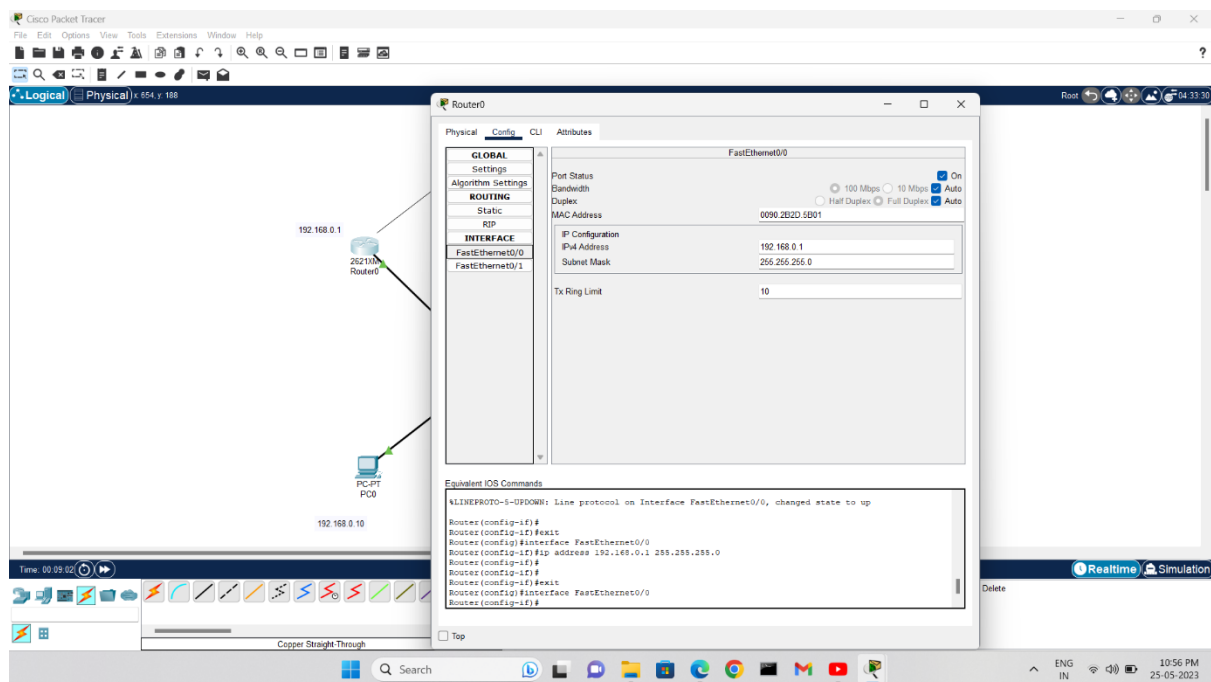 Cisco Packet Tracer
File Edit Options View Tools Extensions Window Help
?
Logical Physical x: 654, y: 188
Root 04:33:30
Router0
Physical Config CLI Attributes
GLOBAL
Settings
Algorithm Settings
ROUTING
Static
RIP
INTERFACE
FastEthernet0/0
FastEthernet0/1
FastEthernet0/0
Port Status On
Bandwidth 100 Mbps 10 Mbps Auto
Duplex Half Duplex Full Duplex Auto
MAC Address 0090.2B2D.5B01
IP Configuration
IPv4 Address 192.168.0.1
Subnet Mask 255.255.255.0
Tx Ring Limit 10
192.168.0.1
2621XM
Router0
PC-PT
PC0
192.168.0.10
Equivalent IOS Commands
%LINEPROTO-5-UPDOWN: Line protocol on Interface FastEthernet0/0, changed state to up
Router(config-if)#
Router(config-if)#exit
Router(config)#interface FastEthernet0/0
Router(config-if)#ip address 192.168.0.1 255.255.255.0
Router(config-if)#
Router(config-if)#
Router(config-if)#exit
Router(config)#interface FastEthernet0/0
Router(config-if)#
Top
Time: 00:09:02
Realtime Simulation
Delete
Copper Straight-Through
Search
ENG
IN
10:56 PM
25-05-2023